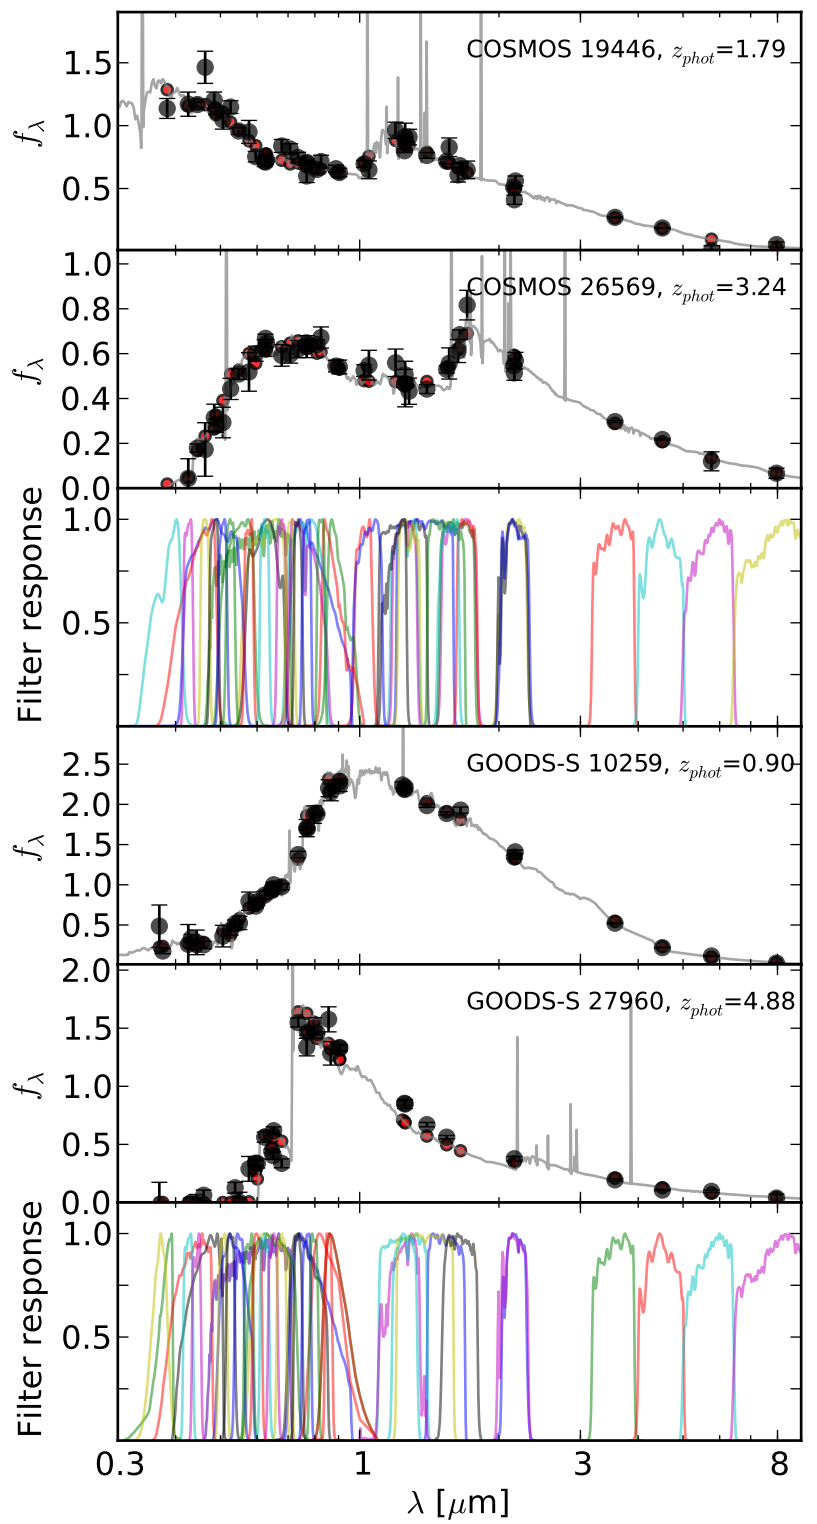 COSMOS 19446, z_phot=1.79
1.5
1.0
0.5
f_λ
COSMOS 26569, z_phot=3.24
1.0
0.8
0.6
0.4
0.2
0.0
f_λ
1.0
0.5
Filter response
GOODS-S 10259, z_phot=0.90
2.5
2.0
1.5
1.0
0.5
f_λ
2.0
GOODS-S 27960, z_phot=4.88
1.5
1.0
0.5
0.0
f_λ
1.0
0.5
Filter response
0.3 1 3 8
λ [μm]